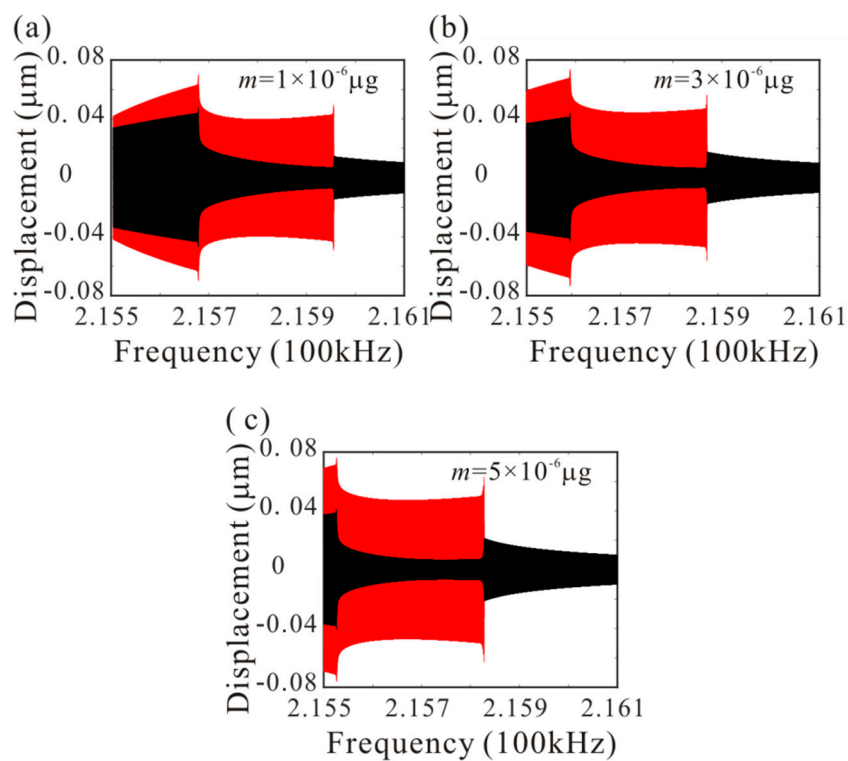 (a)
m=1×10⁻⁶μg
Displacement (μm)
0.08
0.04
0
-0.04
-0.08
2.155 2.157 2.159 2.161
Frequency (100kHz)
(b)
m=3×10⁻⁶μg
Displacement (μm)
0.08
0.04
0
-0.04
-0.08
2.155 2.157 2.159 2.161
Frequency (100kHz)
( c)
m=5×10⁻⁶μg
Displacement (μm)
0.08
0.04
0
-0.04
-0.08
2.155 2.157 2.159 2.161
Frequency (100kHz)